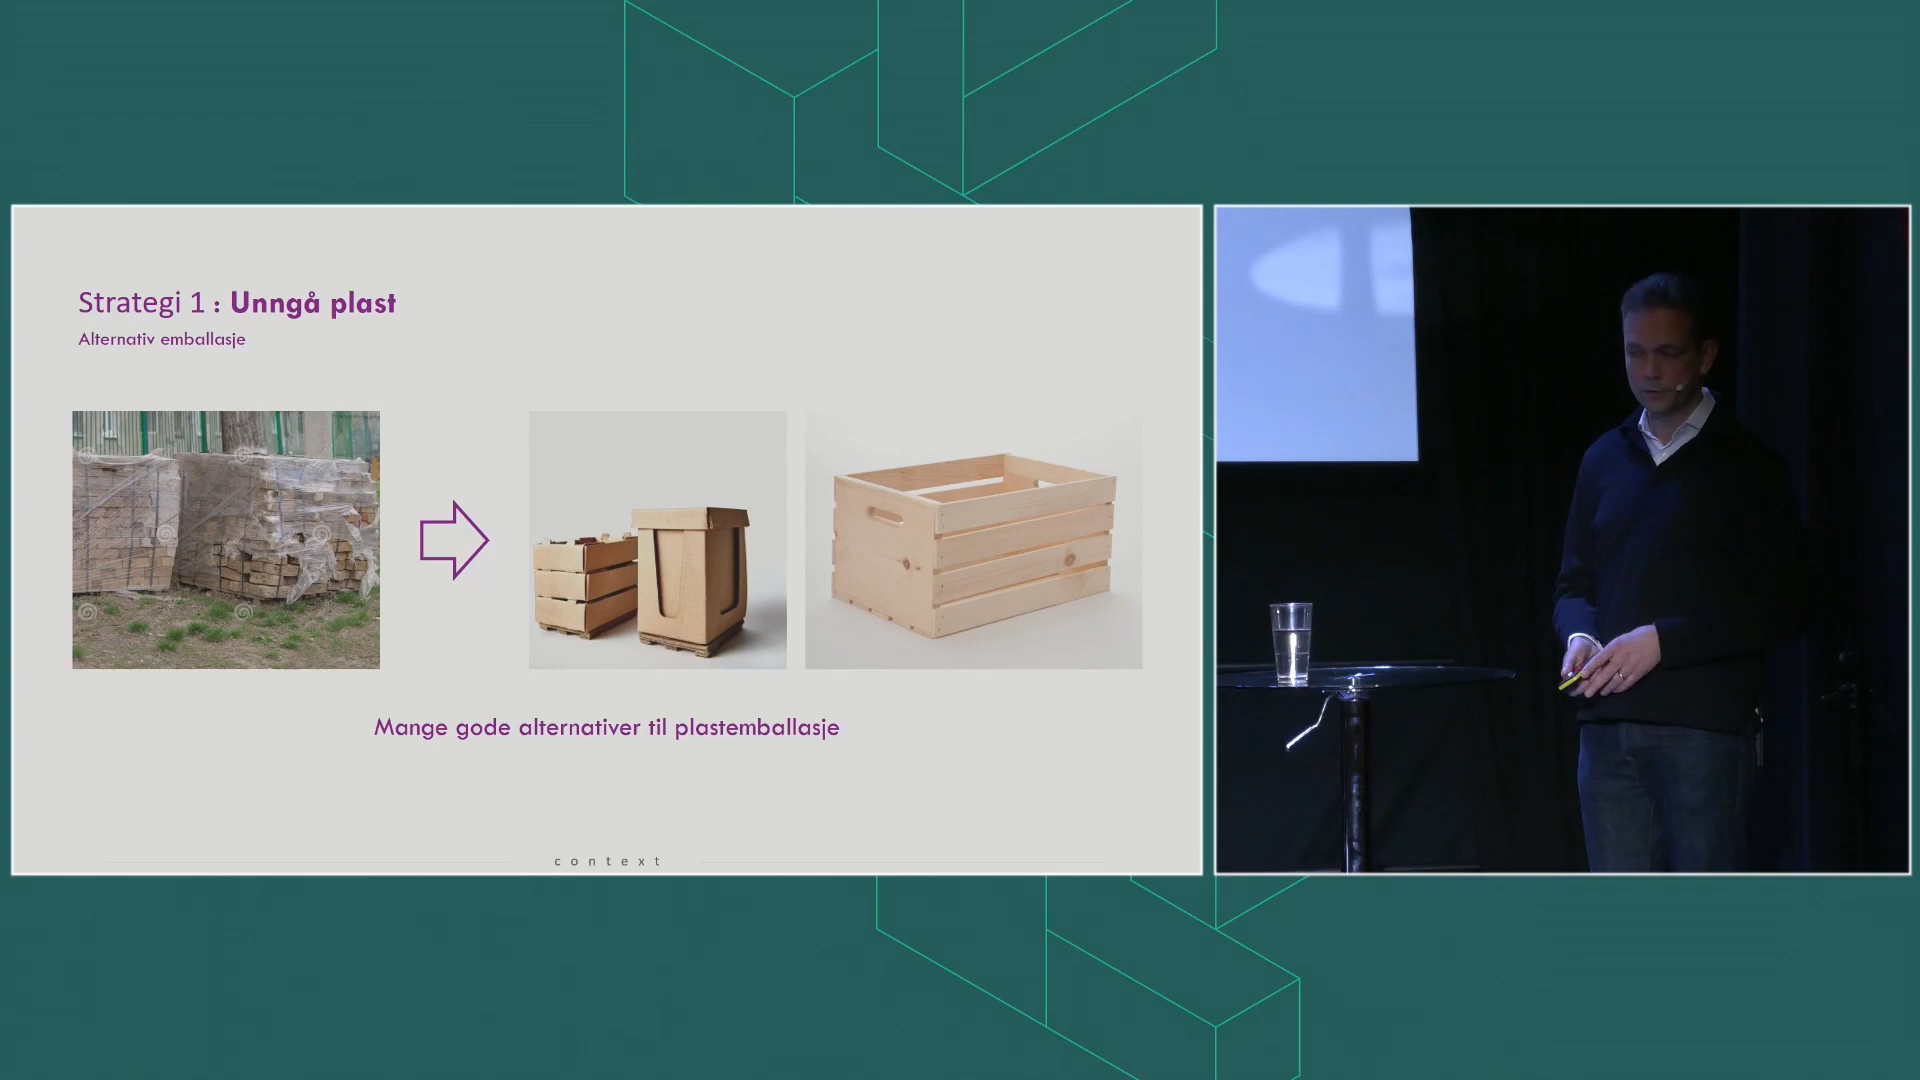 Strategi 1 : Unngå plast
Alternativ emballasje
Mange gode alternativer til plastemballasje
context